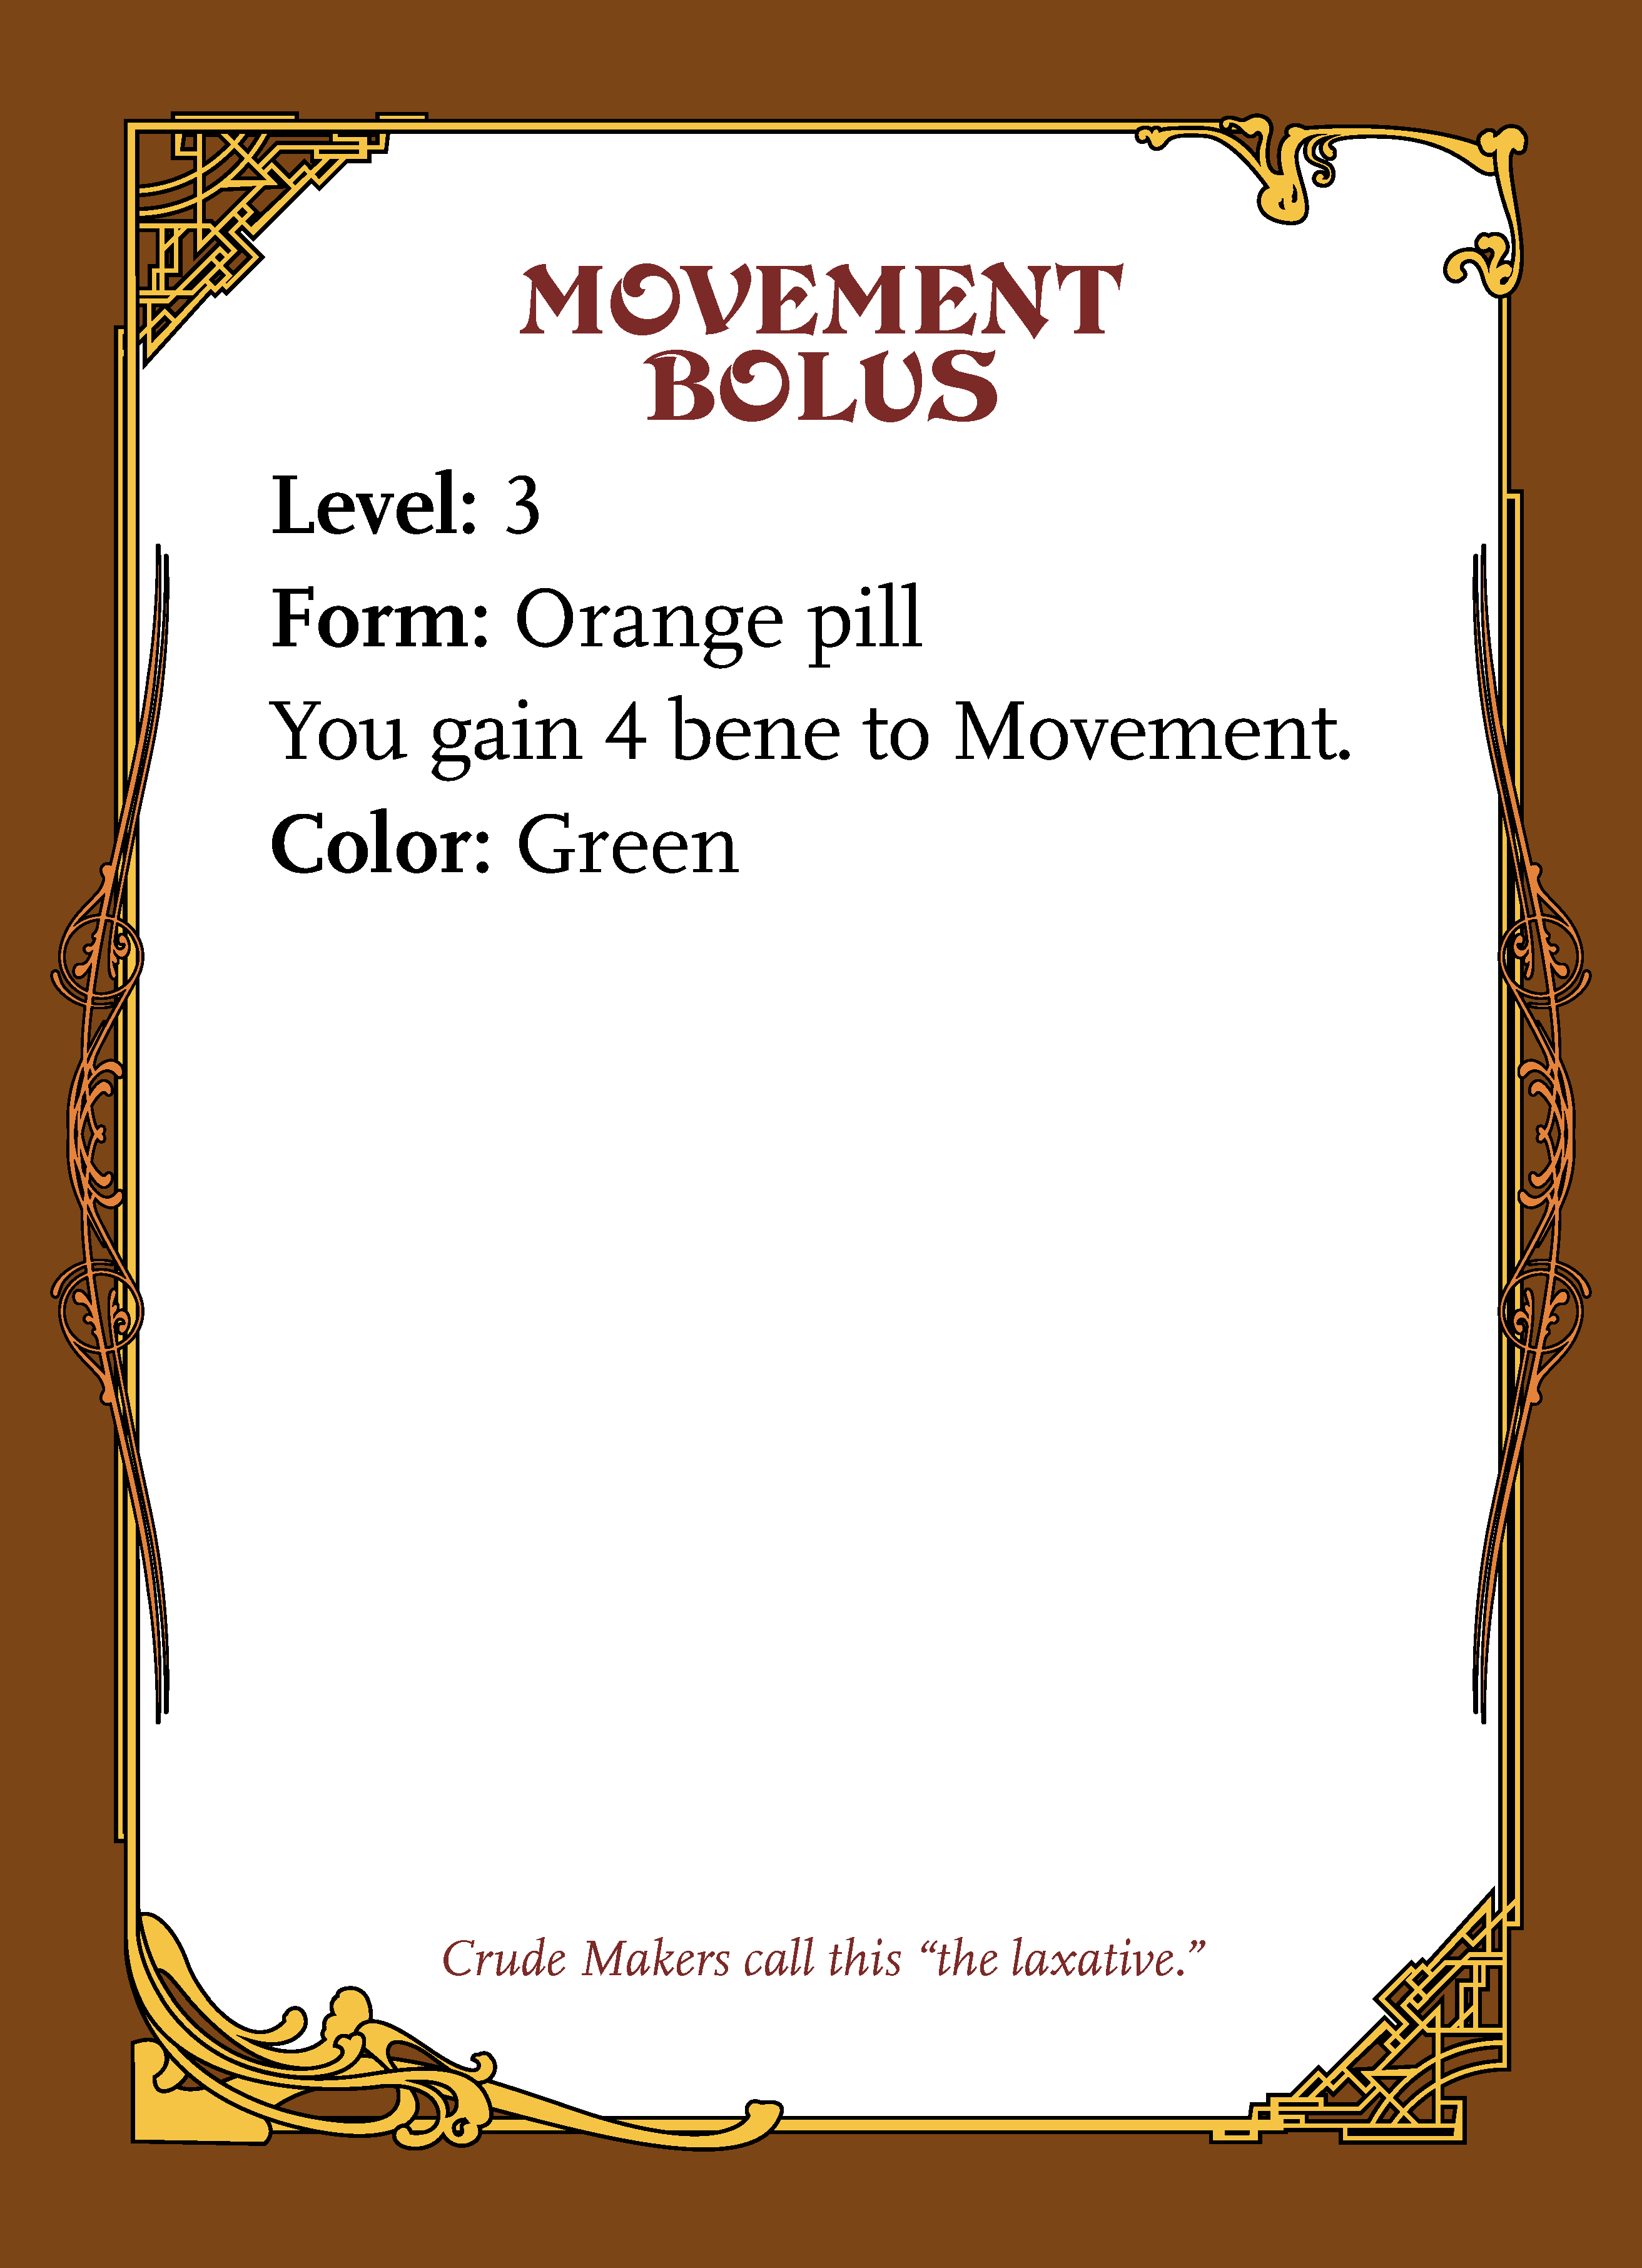 MOVEMENT
BOLUS
Level: 3
Form: Orange pill
You gain 4 bene to Movement.
Color: Green
Crude Makers call this “the laxative.”